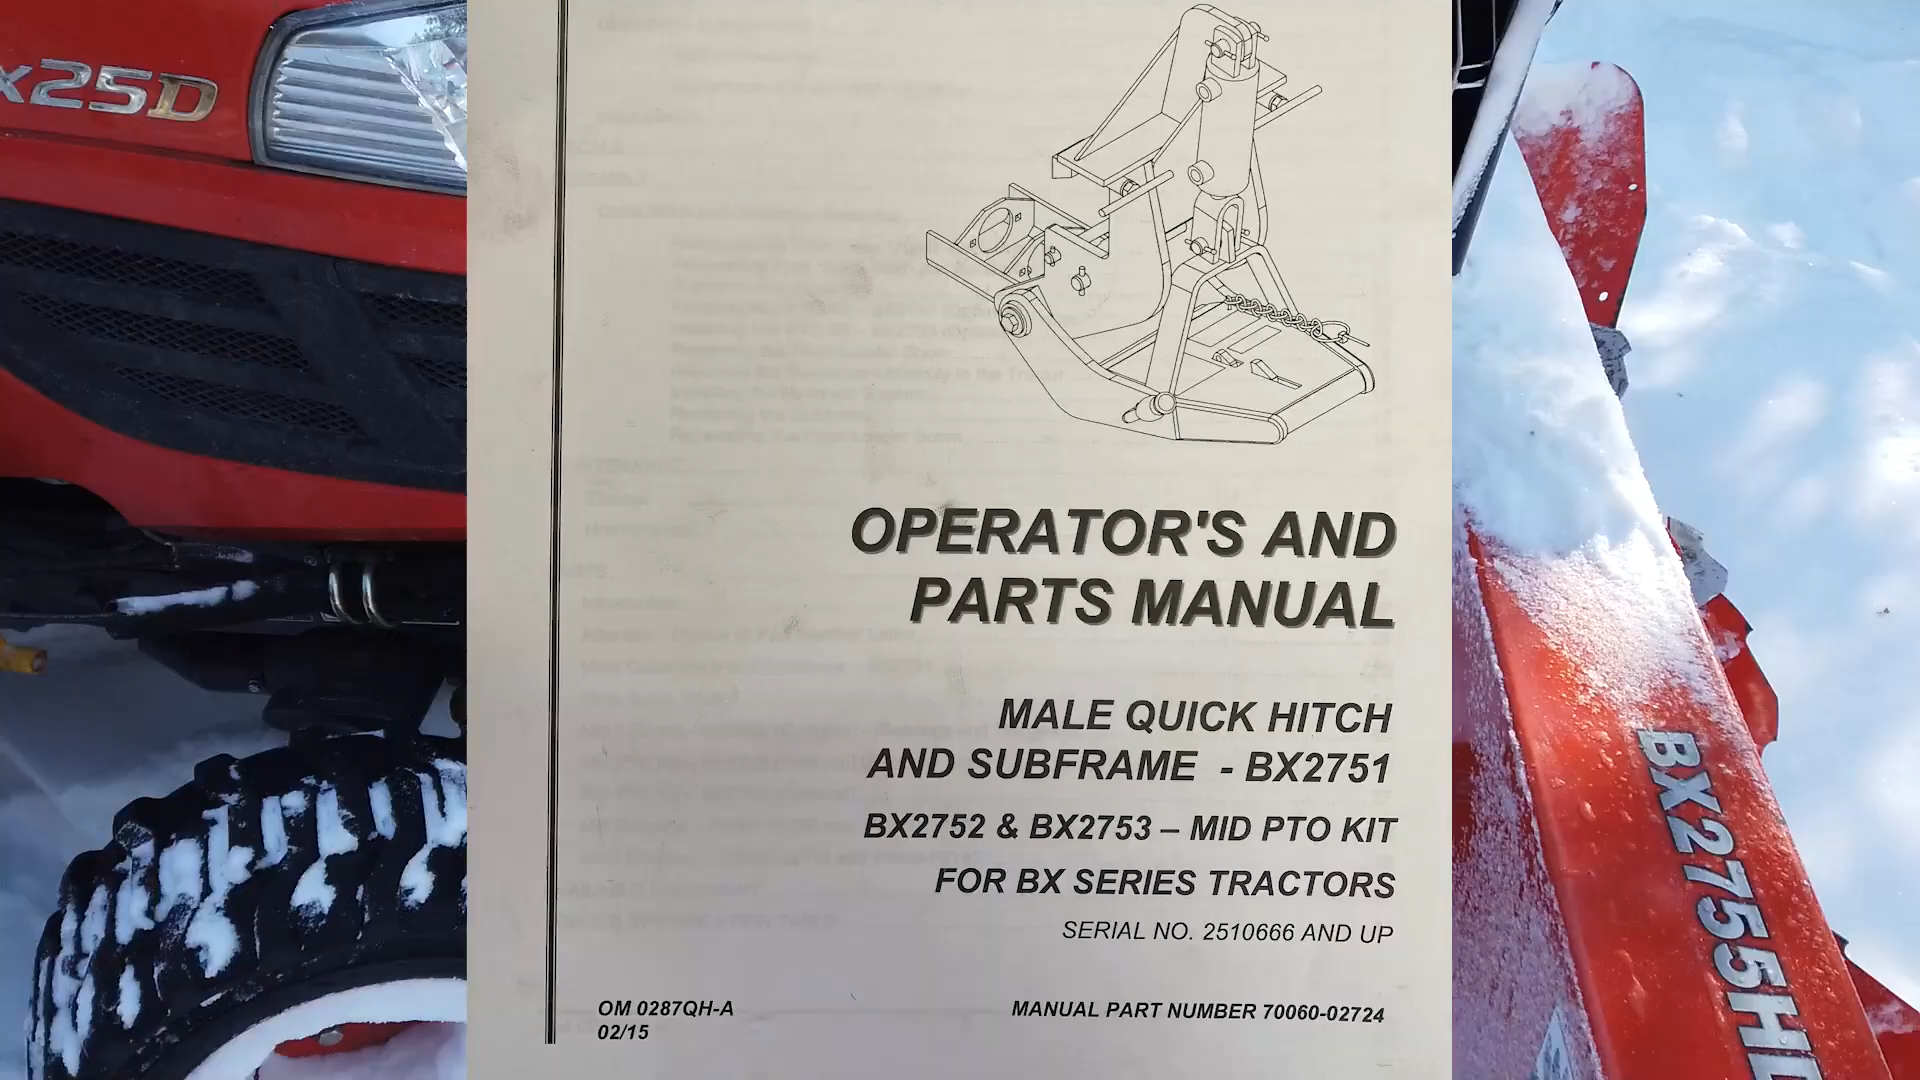 x25D
OPERATOR'S AND
PARTS MANUAL
MALE QUICK HITCH
AND SUBFRAME - BX2751
BX2752 & BX2753 – MID PTO KIT
FOR BX SERIES TRACTORS
SERIAL NO. 2510666 AND UP
OM 0287QH-A
02/15
MANUAL PART NUMBER 70060-02724
BX2755HD